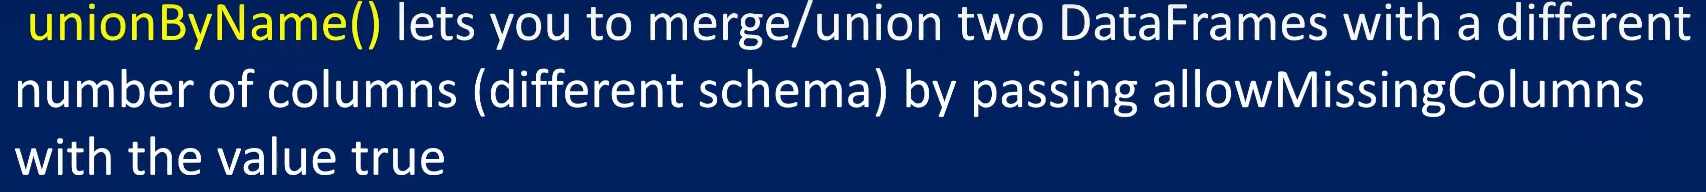 unionByName() lets you to merge/union two DataFrames with a different
number of columns (different schema) by passing allowMissingColumns
with the value true